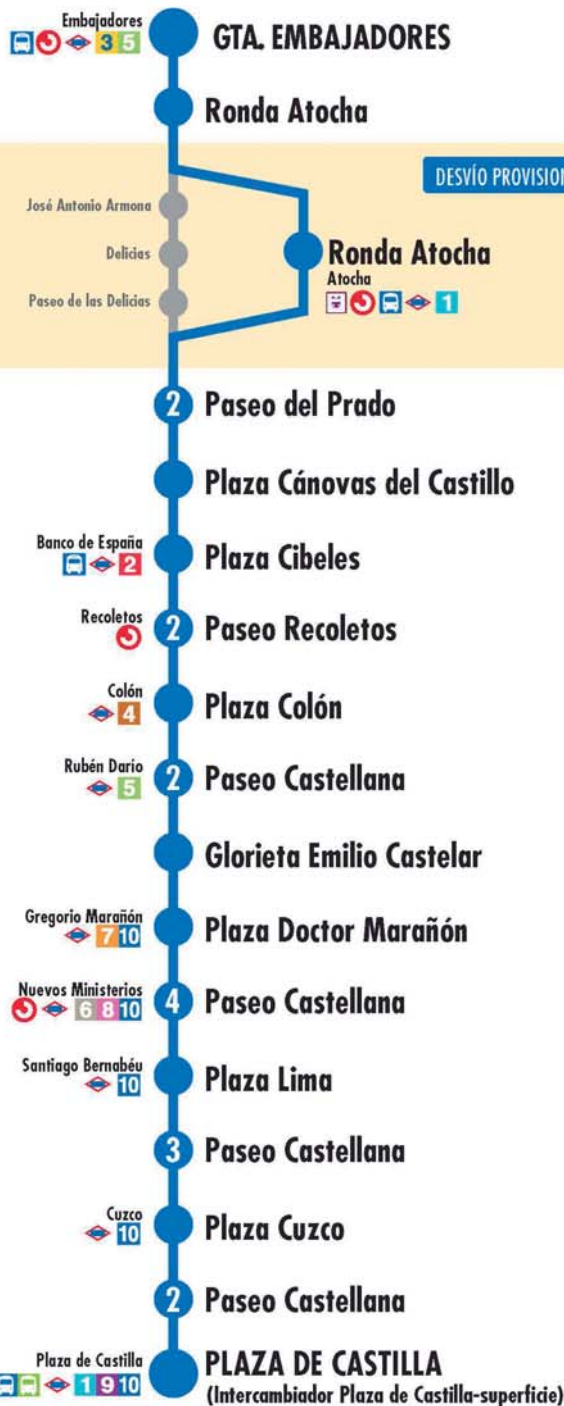 Embajadores
3 5
GTA. EMBAJADORES
Ronda Atocha
DESVÍO PROVISION
José Antonio Armona
Delicias
Paseo de las Delicias
Ronda Atocha
Atocha
1
2 Paseo del Prado
Plaza Cánovas del Castillo
Banco de España
2
Plaza Cibeles
Recoletos
2 Paseo Recoletos
Colón
4
Plaza Colón
Rubén Dario
5
2 Paseo Castellana
Glorieta Emilio Castelar
Gregorio Marañón
7 10
Plaza Doctor Marañón
Nuevos Ministerios
6 8 10
4 Paseo Castellana
Santiago Bernabéu
10
Plaza Lima
3 Paseo Castellana
Cuzco
10
Plaza Cuzco
2 Paseo Castellana
Plaza de Castilla
1 9 10
PLAZA DE CASTILLA
(Intercambiador Plaza de Castilla-superficie)